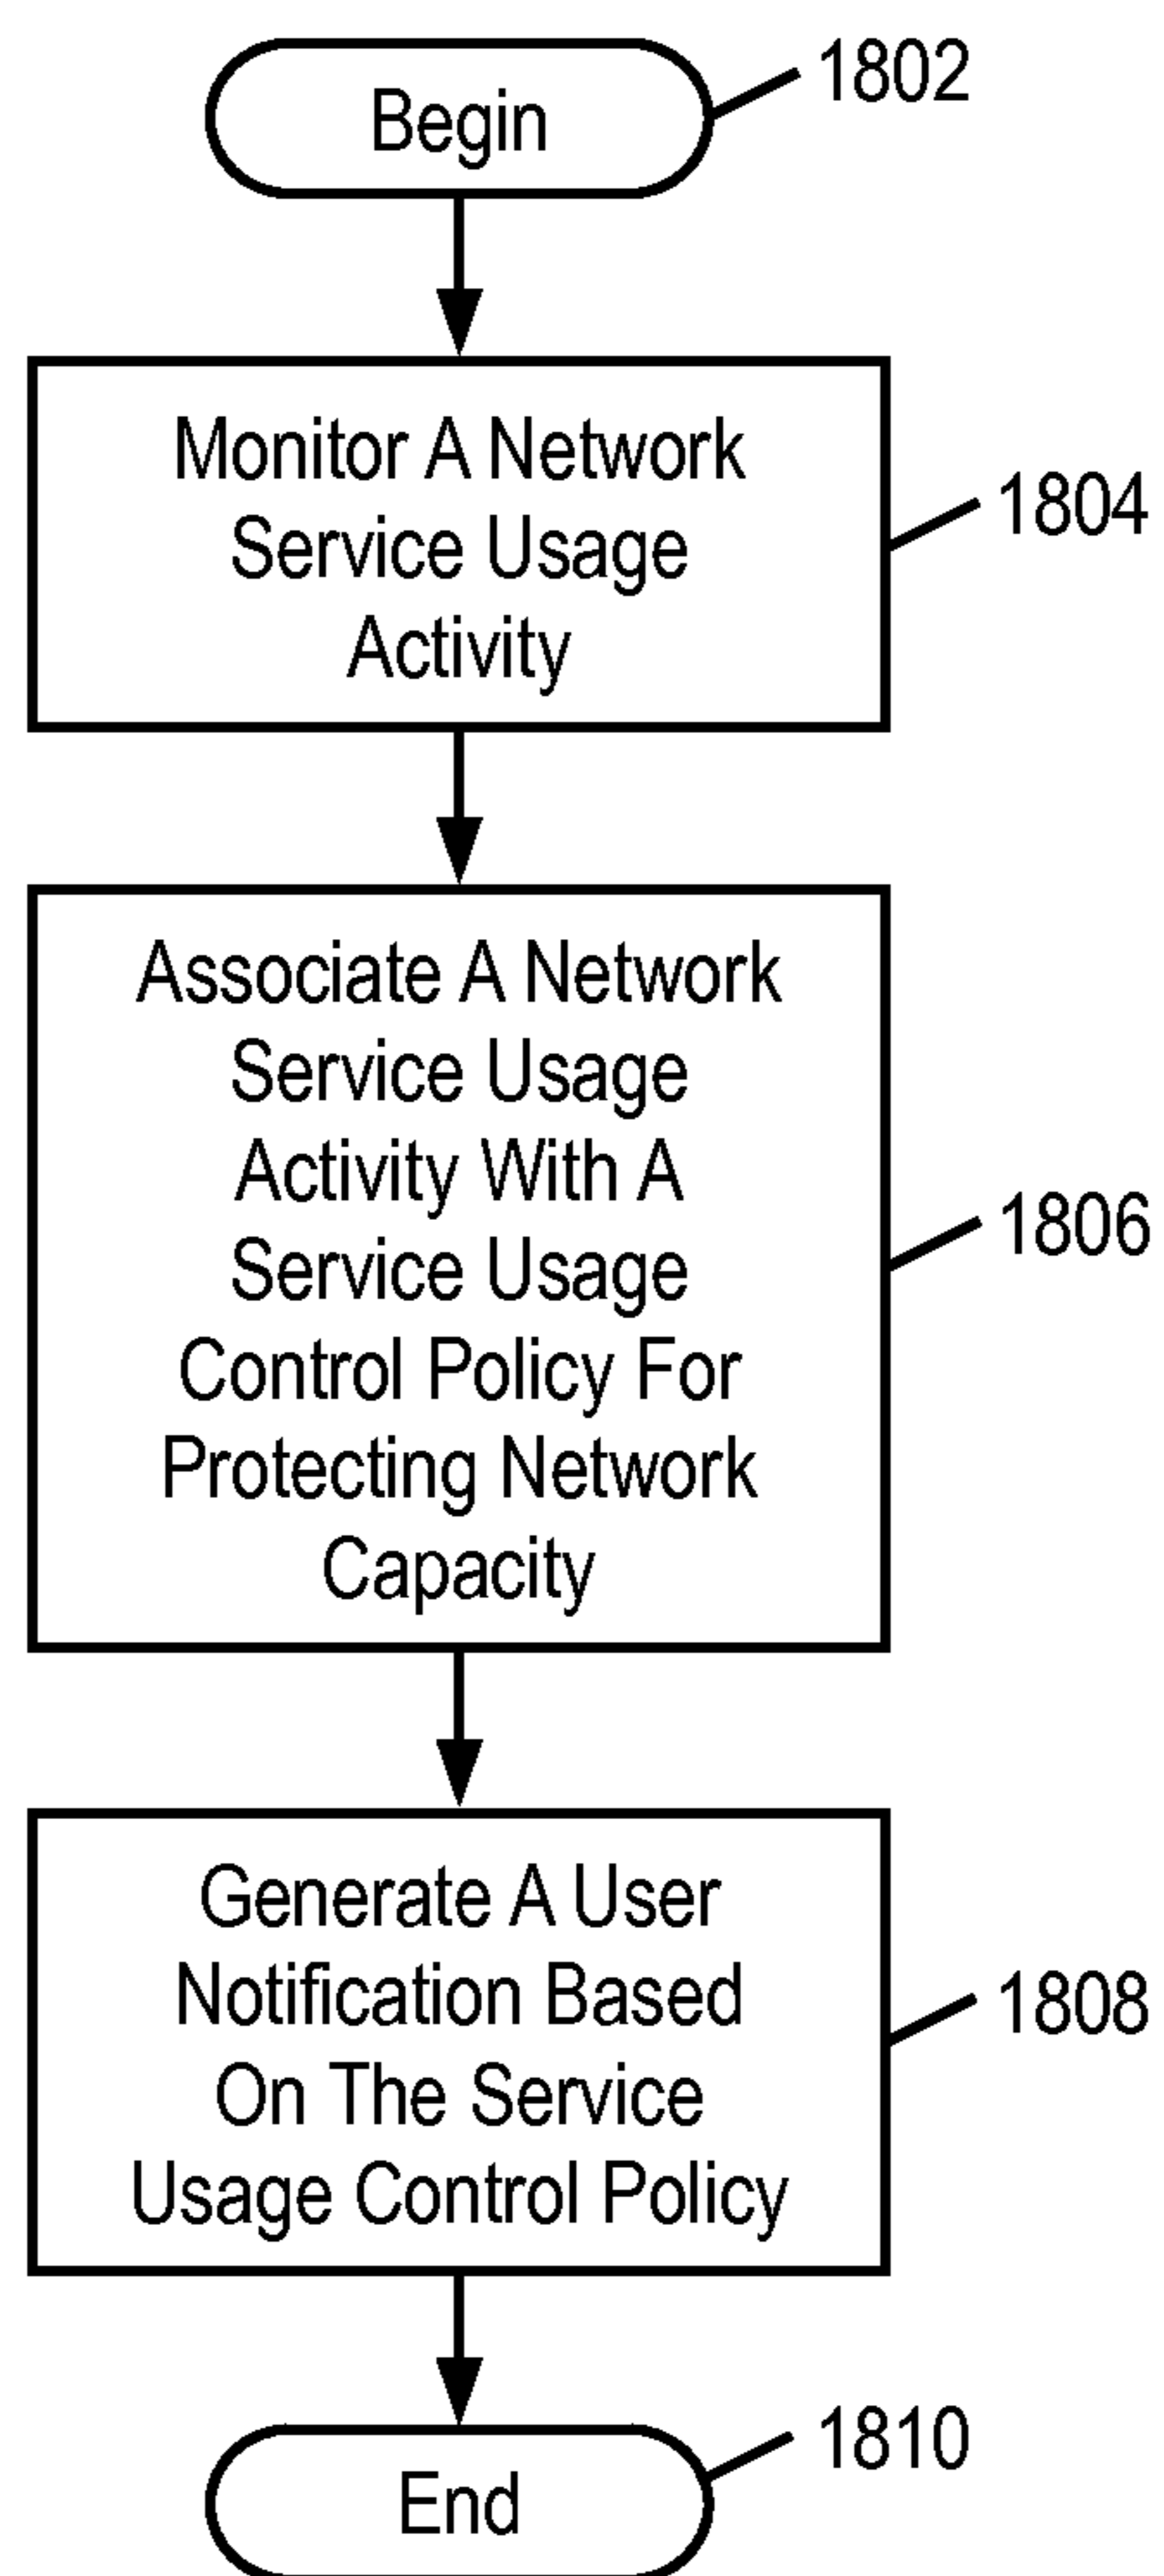 Begin
1802
Monitor A Network
Service Usage
Activity
1804
Associate A Network
Service Usage
Activity With A
Service Usage
Control Policy For
Protecting Network
Capacity
1806
Generate A User
Notification Based
On The Service
Usage Control Policy
1808
End
1810